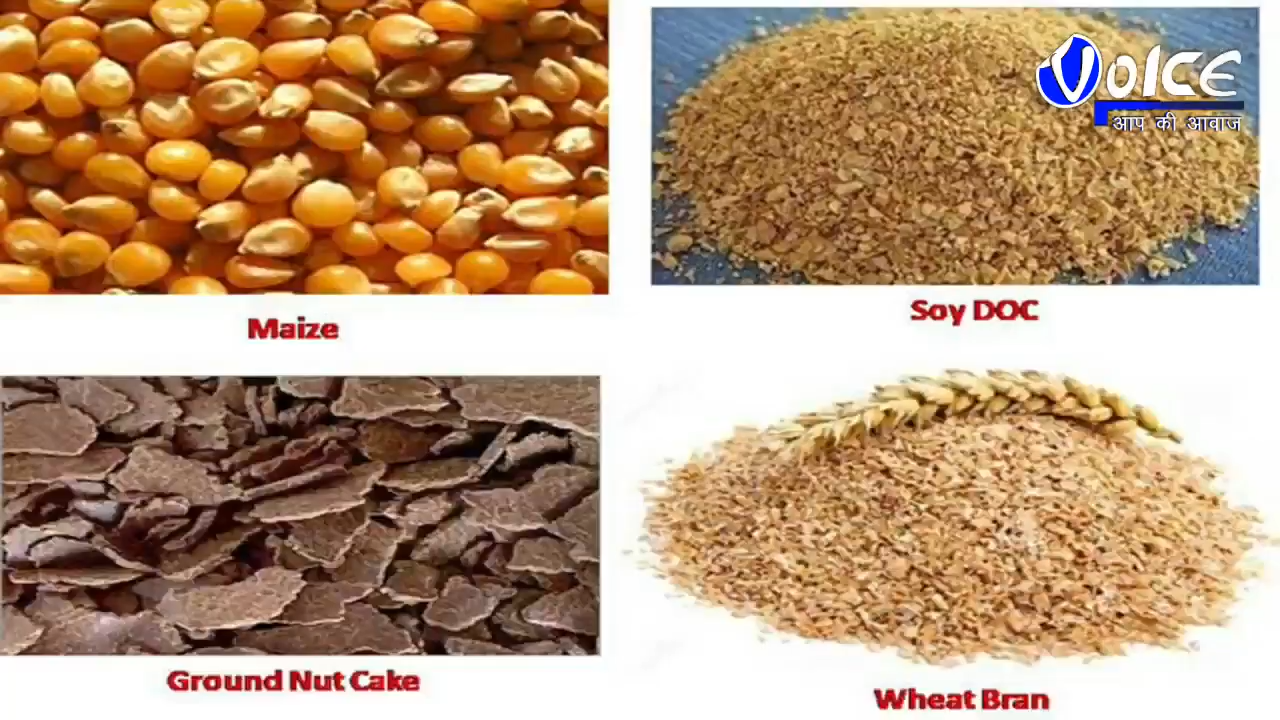 VOICE
आप की आवाज
Maize
Soy DOC
Ground Nut Cake
Wheat Bran